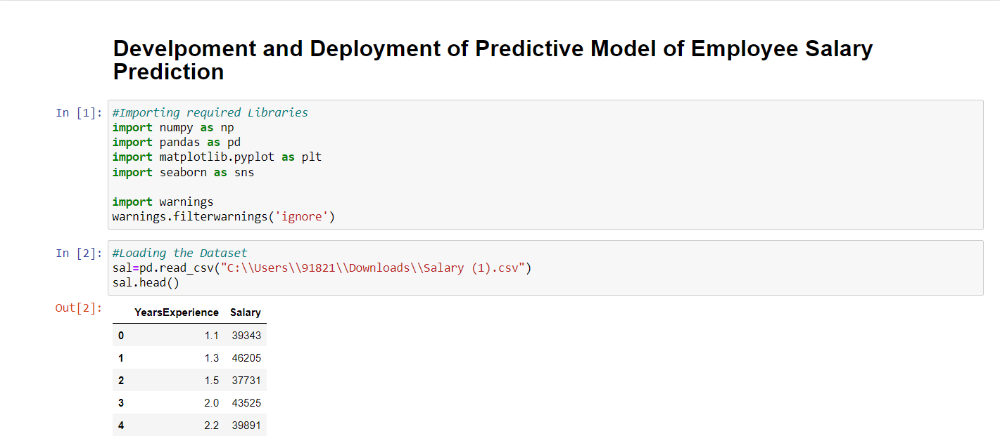 Develpoment and Deployment of Predictive Model of Employee Salary
Prediction
In [1]: #Importing required Libraries
import numpy as np
import pandas as pd
import matplotlib.pyplot as plt
import seaborn as sns
import warnings
warnings.filterwarnings('ignore')
In [2]: #Loading the Dataset
sal=pd.read_csv("C:\\Users\\91821\\Downloads\\Salary (1).csv")
sal.head()
Out[2]:
YearsExperience Salary
0 1.1 39343
1 1.3 46205
2 1.5 37731
3 2.0 43525
4 2.2 39891